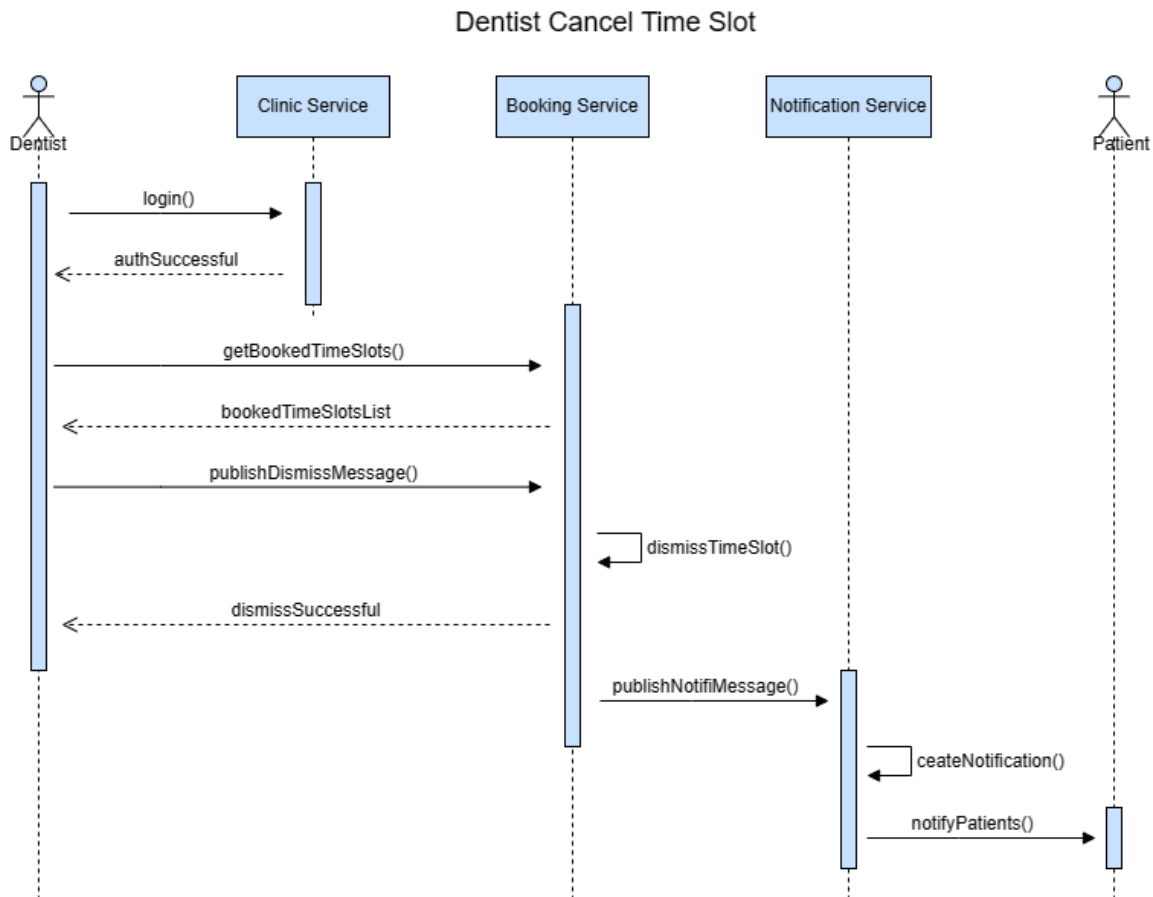 Dentist Cancel Time Slot
Dentist
Clinic Service
Booking Service
Notification Service
Patient
login()
authSuccessful
getBookedTimeSlots()
bookedTimeSlotsList
publishDismissMessage()
dismissTimeSlot()
dismissSuccessful
publishNotifiMessage()
ceateNotification()
notifyPatients()